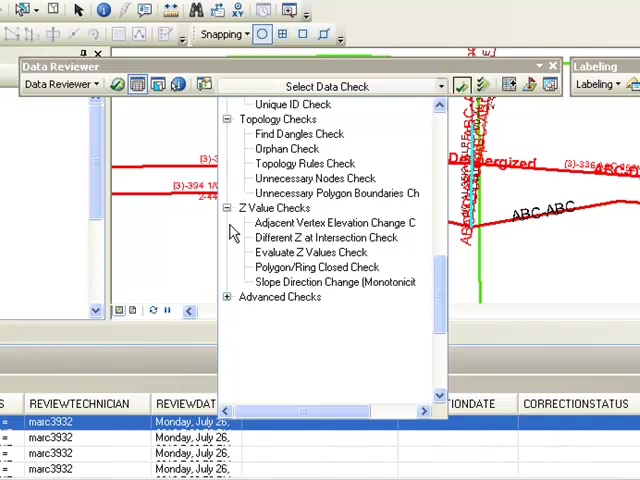 Snapping
Data Reviewer
Labeling
Data Reviewer
Select Data Check
Labeling
Unique ID Check
Topology Checks
Find Dangles Check
Orphan Check
Topology Rules Check
Unnecessary Nodes Check
Unnecessary Polygon Boundaries Ch
Z Value Checks
Adjacent Vertex Elevation Change C
Different Z at Intersection Check
Evaluate Z Values Check
Polygon/Ring Closed Check
Slope Direction Change (Monotonicit
Advanced Checks
ABC-ABC
REVIEWTECHNICIAN
REVIEWDAT
CTIONDATE
CORRECTIONSTATUS
marc3932
Monday, July 26,
marc3932
Monday, July 26,
marc3932
Monday, July 26,
marc3932
Monday, July 26,